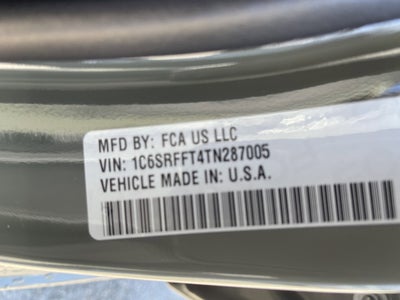 MFD BY: FCA US LLC
VIN: 1C6SRFFT4TN287005
VEHICLE MADE IN: U.S.A.